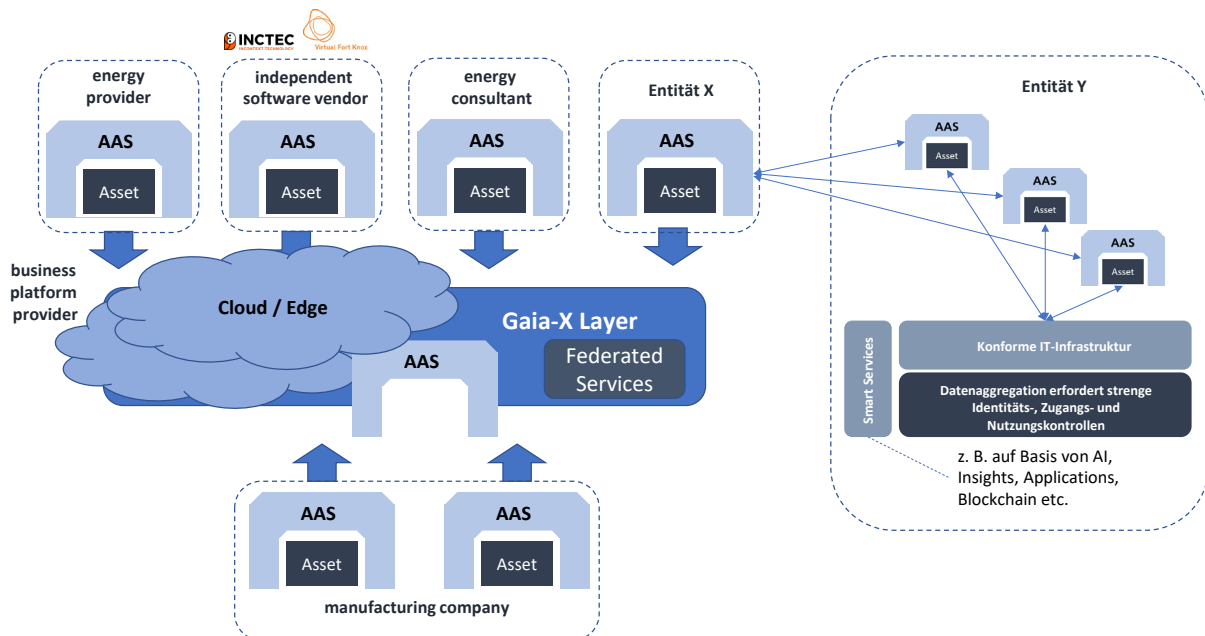 INCTEC
INCONTEXT TECHNOLOGY
Virtual Fort Knox
energy
provider
AAS
Asset
independent
software vendor
AAS
Asset
energy
consultant
AAS
Asset
Entität X
AAS
Asset
Entität Y
AAS
Asset
AAS
Asset
AAS
Asset
business
platform
provider
Cloud / Edge
Gaia-X Layer
AAS
Federated
Services
Smart Services
Konforme IT-Infrastruktur
Datenaggregation erfordert strenge
Identitäts-, Zugangs- und
Nutzungskontrollen
z. B. auf Basis von AI,
Insights, Applications,
Blockchain etc.
AAS
Asset
AAS
Asset
manufacturing company